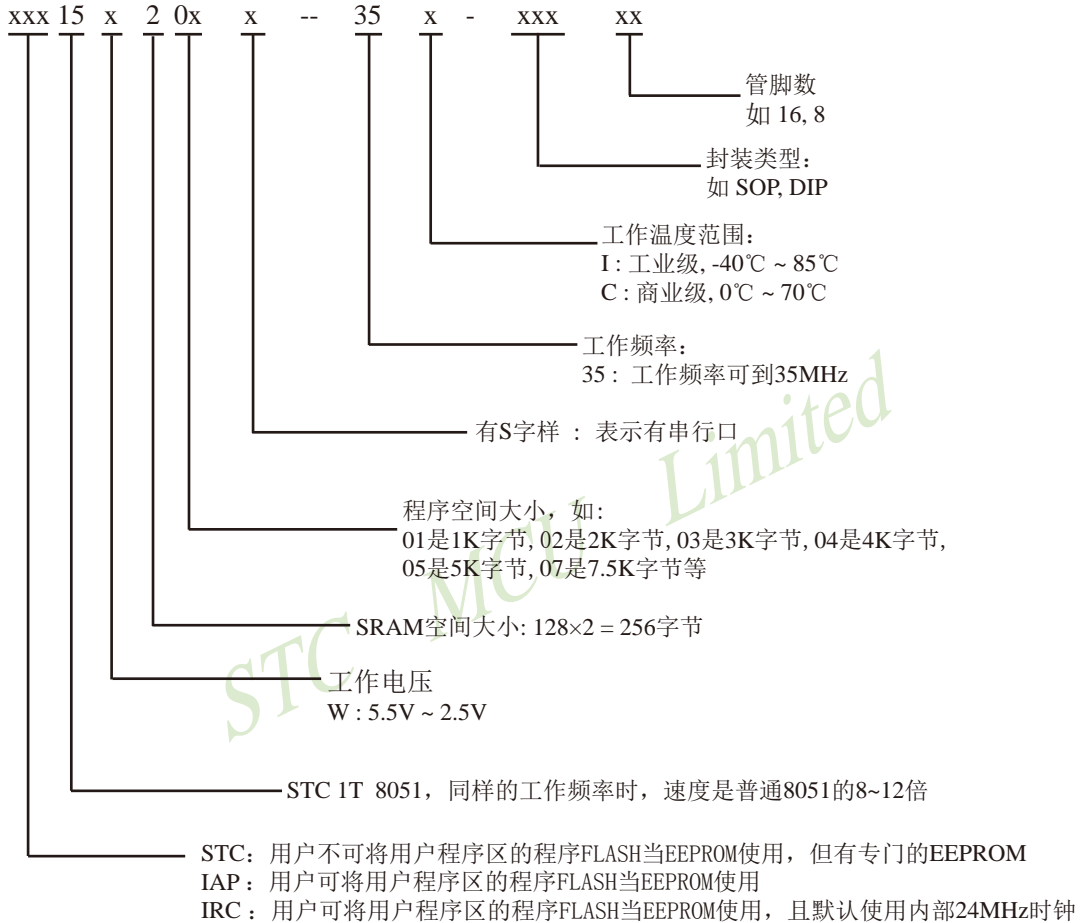 xxx 15 x 2 0x x -- 35 x - xxx xx
管脚数
如 16, 8
封装类型：
如 SOP, DIP
工作温度范围：
I : 工业级, -40℃ ~ 85℃
C : 商业级, 0℃ ~ 70℃
工作频率：
35 : 工作频率可到35MHz
有S字样 : 表示有串行口
程序空间大小，如:
01是1K字节, 02是2K字节, 03是3K字节, 04是4K字节,
05是5K字节, 07是7.5K字节等
SRAM空间大小: 128×2 = 256字节
工作电压
W : 5.5V ~ 2.5V
STC 1T 8051，同样的工作频率时，速度是普通8051的8~12倍
STC：用户不可将用户程序区的程序FLASH当EEPROM使用，但有专门的EEPROM
IAP：用户可将用户程序区的程序FLASH当EEPROM使用
IRC：用户可将用户程序区的程序FLASH当EEPROM使用，且默认使用内部24MHz时钟
STC MCU Limited